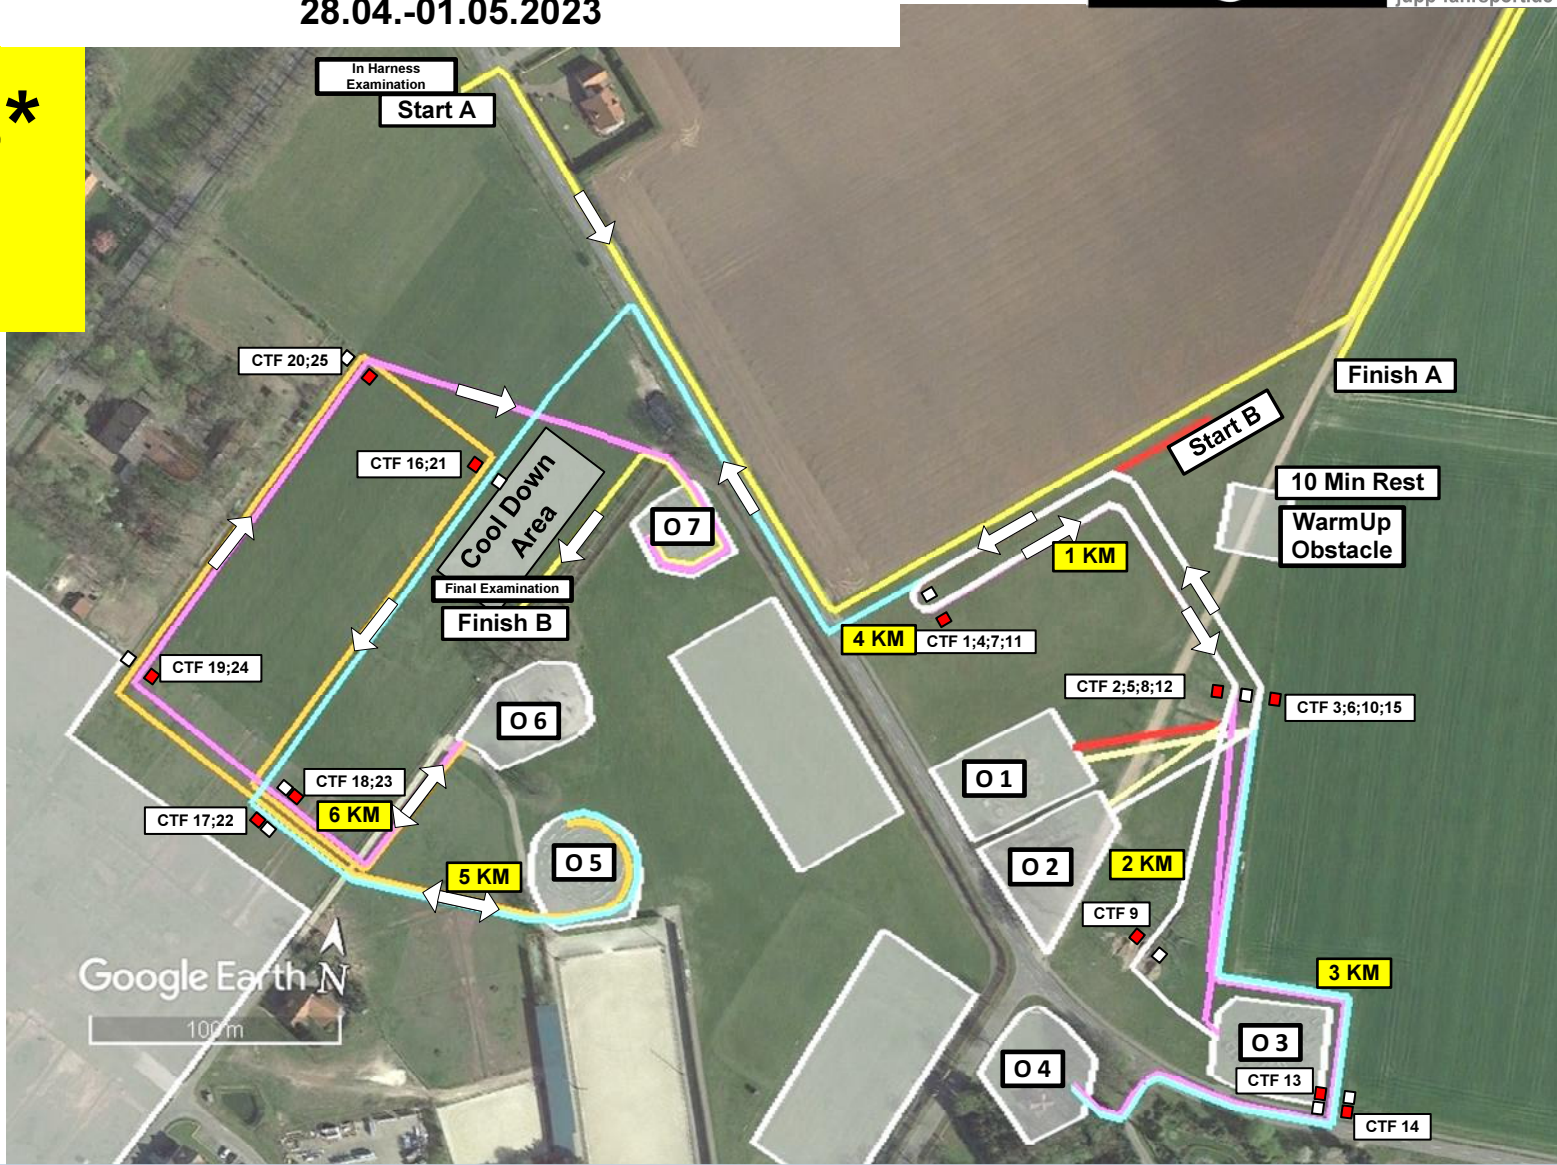 28.04.-01.05.2023
*
In Harness
Examination
Start A
CTF 20;25
Finish A
Start B
CTF 16;21
Cool Down
Area
10 Min Rest
WarmUp
Obstacle
O 7
1 KM
Final Examination
Finish B
4 KM
CTF 1;4;7;11
CTF 19;24
CTF 2;5;8;12
CTF 3;6;10;15
O 6
O 1
CTF 18;23
6 KM
CTF 17;22
O 5
O 2
2 KM
5 KM
CTF 9
Google Earth
N
3 KM
100 m
O 3
O 4
CTF 13
CTF 14